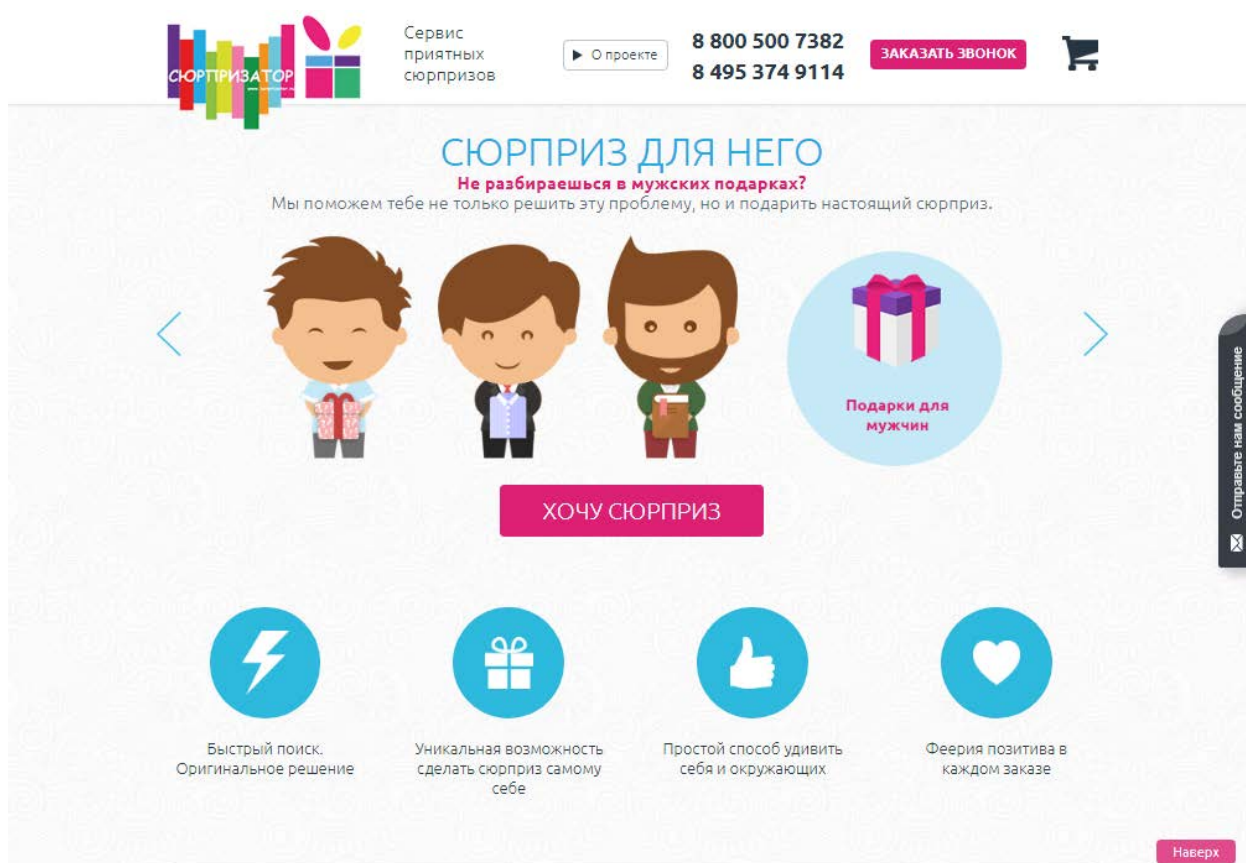 СЮРПРИЗАТОР
Сервис
приятных
сюрпризов
О проекте
8 800 500 7382
8 495 374 9114
ЗАКАЗАТЬ ЗВОНОК
СЮРПРИЗ ДЛЯ НЕГО
Не разбираешься в мужских подарках?
Мы поможем тебе не только решить эту проблему, но и подарить настоящий сюрприз.
Подарки для
мужчин
ХОЧУ СЮРПРИЗ
Отправьте нам сообщение
Быстрый поиск.
Оригинальное решение
Уникальная возможность
сделать сюрприз самому
себе
Простой способ удивить
себя и окружающих
Феерия позитива в
каждом заказе
Наверх